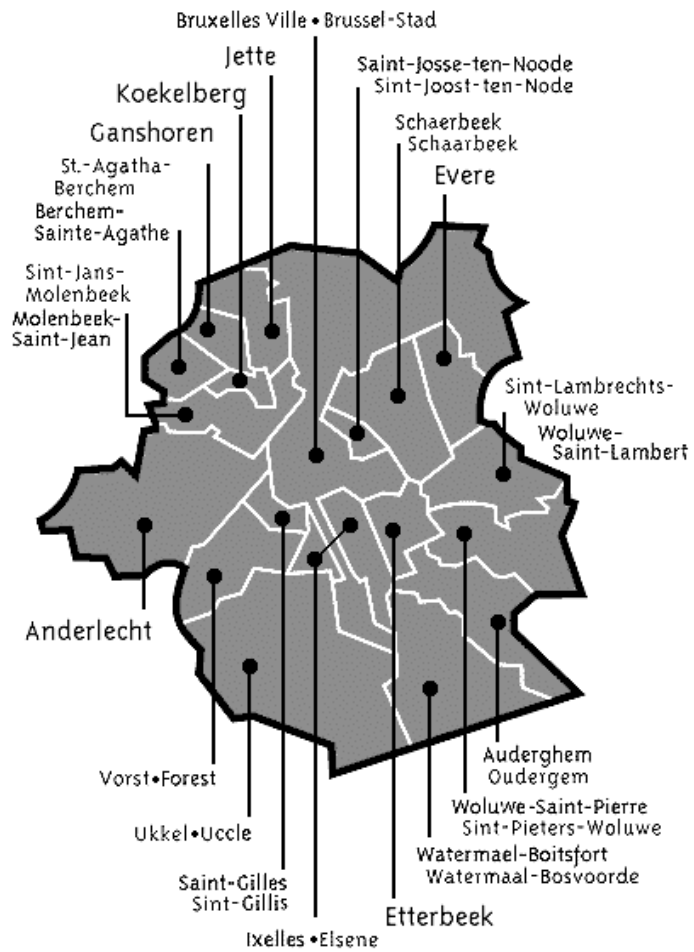 Bruxelles Ville • Brussel-Stad
Jette
Saint-Josse-ten-Noode
Sint-Joost-ten-Node
Koekelberg
Schaerbeek
Schaarbeek
Ganshoren
St.-Agatha-
Berchem
Berchem-
Sainte-Agathe
Evere
Sint-Jans-
Molenbeek
Molenbeek-
Saint-Jean
Sint-Lambrechts-
Woluwe
Woluwe-
Saint-Lambert
Anderlecht
Auderghem
Oudergem
Vorst•Forest
Woluwe-Saint-Pierre
Sint-Pieters-Woluwe
Ukkel•Uccle
Watermael-Boitsfort
Watermaal-Bosvoorde
Saint-Gilles
Sint-Gillis
Etterbeek
Ixelles •Elsene